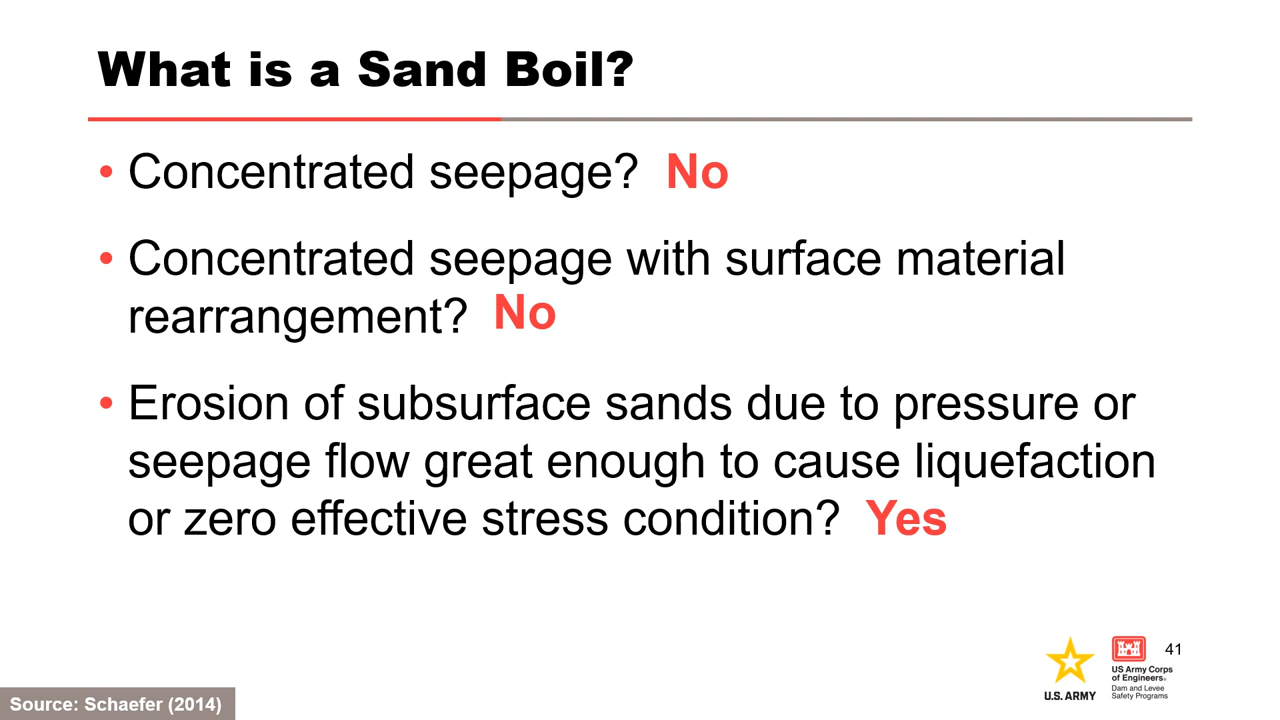 What is a Sand Boil?
• Concentrated seepage? No
• Concentrated seepage with surface material
rearrangement? No
• Erosion of subsurface sands due to pressure or
seepage flow great enough to cause liquefaction
or zero effective stress condition? Yes
41
U.S. ARMY
US Army Corps
of Engineers®
Dam and Levee
Safety Programs
Source: Schaefer (2014)